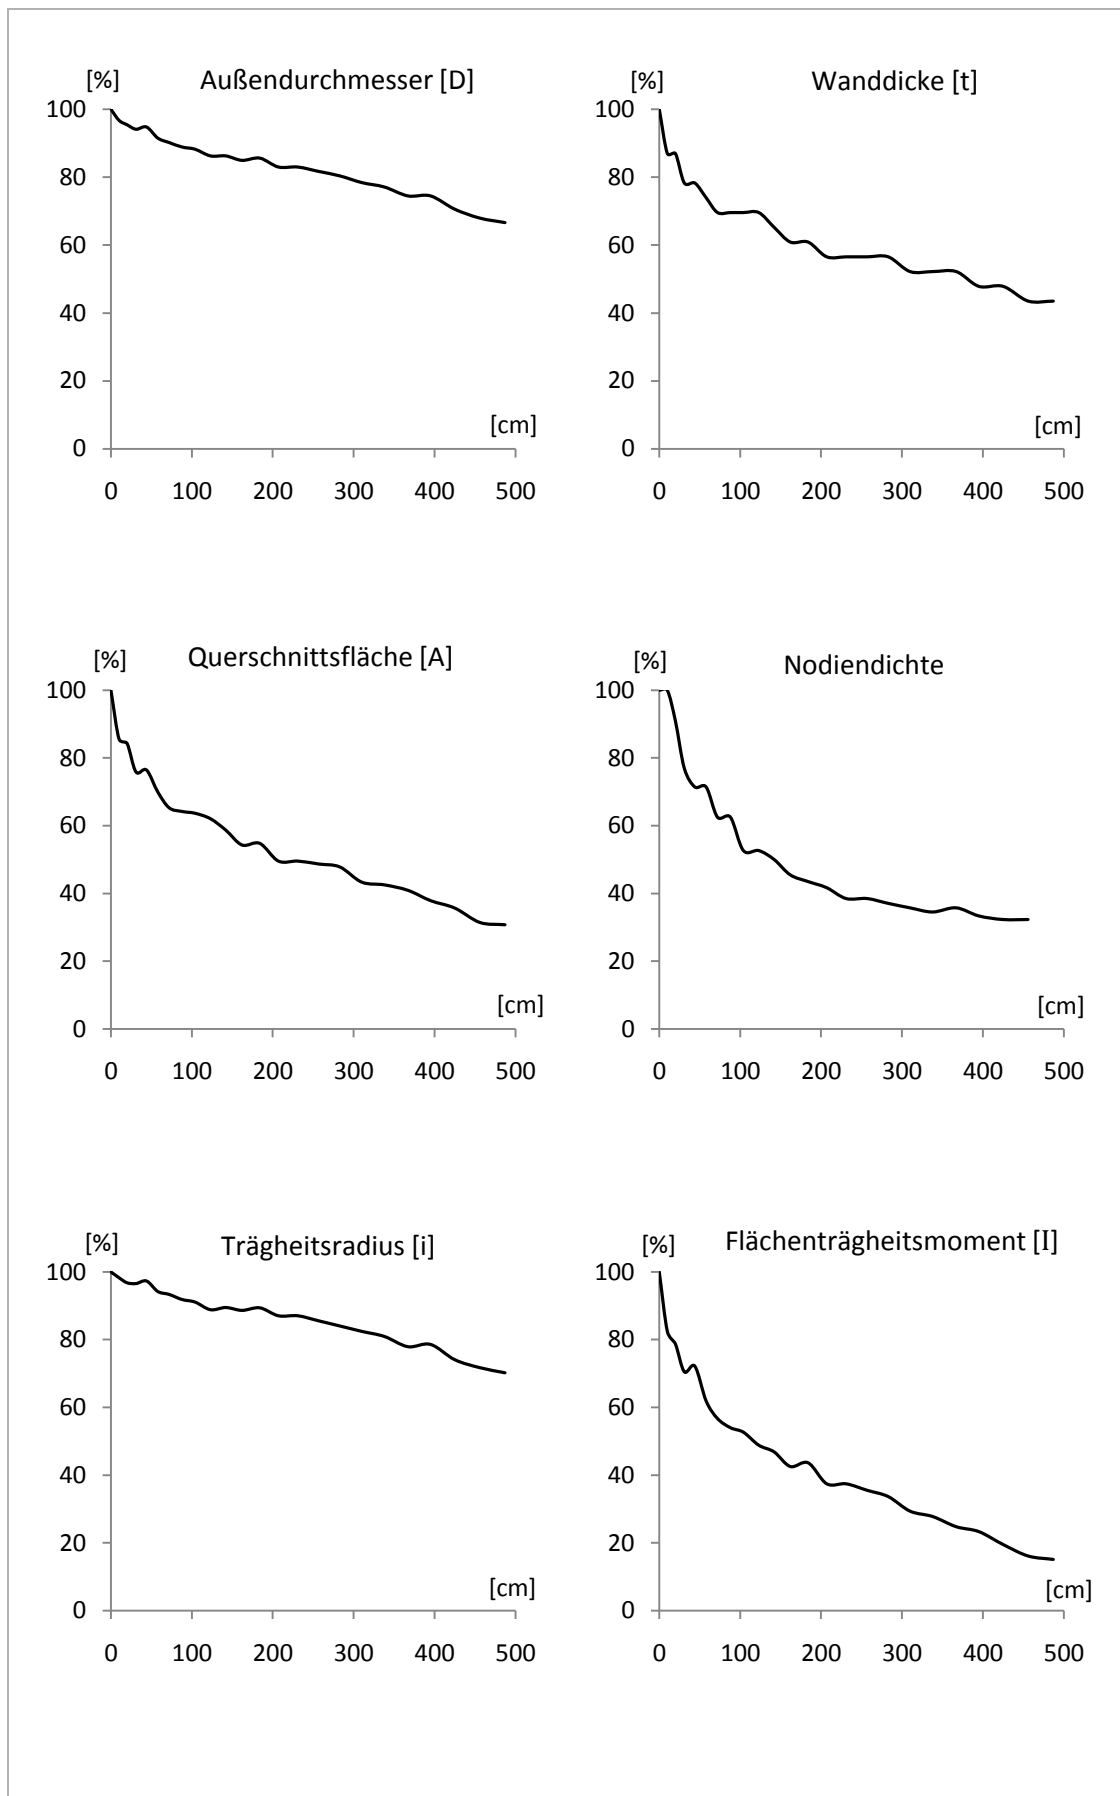 [%] Außendurchmesser [D]
100
80
60
40
20
0
[cm]
0 100 200 300 400 500
[%] Wanddicke [t]
100
80
60
40
20
0
[cm]
0 100 200 300 400 500
[%] Querschnittsfläche [A]
100
80
60
40
20
0
[cm]
0 100 200 300 400 500
[%] Nodiendichte
100
80
60
40
20
0
[cm]
0 100 200 300 400 500
[%] Trägheitsradius [i]
100
80
60
40
20
0
[cm]
0 100 200 300 400 500
[%] Flächenträgheitsmoment [I]
100
80
60
40
20
0
[cm]
0 100 200 300 400 500